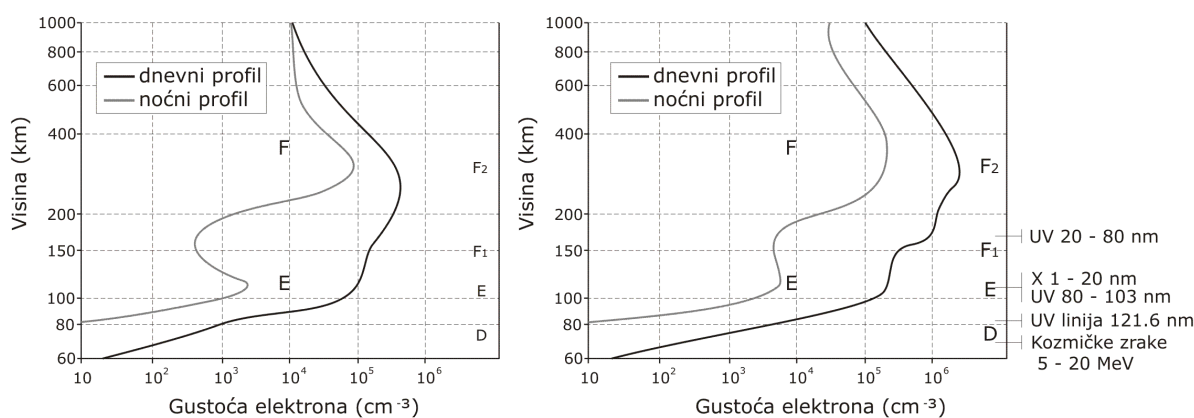 1000
800
600
400
200
150
100
80
60
Visina (km)
dnevni profil
noćni profil
F
E
F2
F1
E
D
10 10² 10³ 10⁴ 10⁵ 10⁶
Gustoća elektrona (cm⁻³)
1000
800
600
400
200
150
100
80
60
Visina (km)
dnevni profil
noćni profil
F
E
F2
F1
E
D
10 10² 10³ 10⁴ 10⁵ 10⁶
Gustoća elektrona (cm⁻³)
UV 20 - 80 nm
X 1 - 20 nm
UV 80 - 103 nm
UV linija 121.6 nm
Kozmičke zrake
5 - 20 MeV